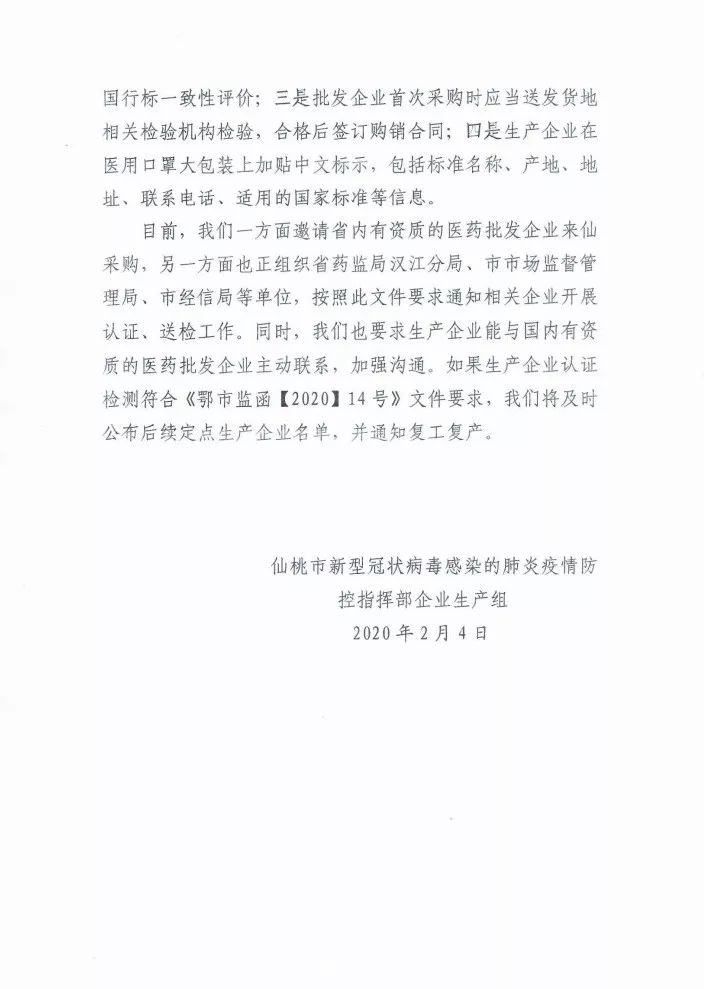 国行标一致性评价；三是批发企业首次采购时应当送发货地
相关检验机构检验，合格后签订购销合同；四是生产企业在
医用口罩大包装上加贴中文标示，包括标准名称、产地、地
址、联系电话、适用的国家标准等信息。
目前，我们一方面邀请省内有资质的医药批发企业来仙
采购，另一方面也正组织省药监局汉江分局、市市场监督管
理局、市经信局等单位，按照此文件要求通知相关企业开展
认证、送检工作。同时，我们也要求生产企业能与国内有资
质的医药批发企业主动联系，加强沟通。如果生产企业认证
检测符合《鄂市监函【2020】14号》文件要求，我们将及时
公布后续定点生产企业名单，并通知复工复产。
仙桃市新型冠状病毒感染的肺炎疫情防
控指挥部企业生产组
2020年2月4日